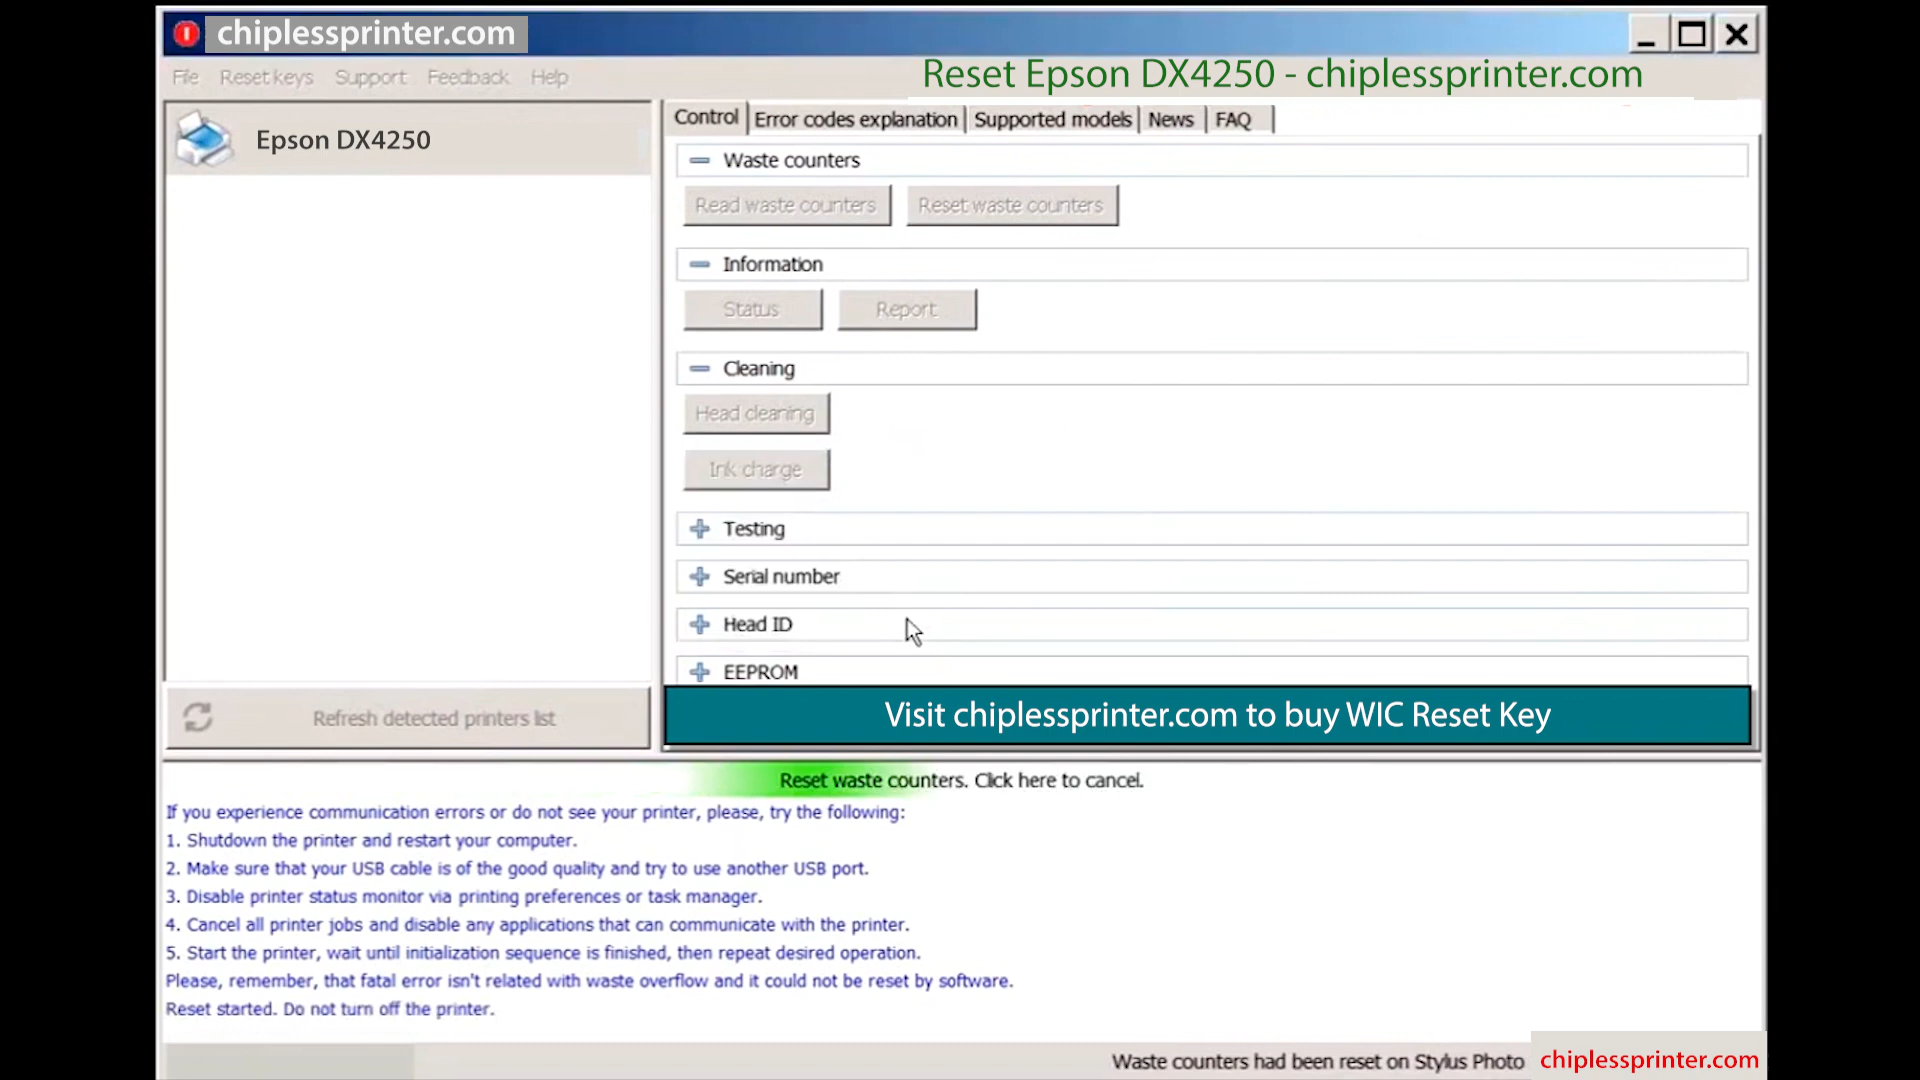 chiplessprinter.com
File Reset keys Support Feedback Help
Reset Epson DX4250 - chiplessprinter.com
Epson DX4250
Control Error codes explanation Supported models News FAQ
Waste counters
Read waste counters Reset waste counters
Information
Status Report
Cleaning
Head cleaning
Ink charge
Testing
Serial number
Head ID
EEPROM
Refresh detected printers list
Visit chiplessprinter.com to buy WIC Reset Key
Reset waste counters. Click here to cancel.
If you experience communication errors or do not see your printer, please, try the following:
1. Shutdown the printer and restart your computer.
2. Make sure that your USB cable is of the good quality and try to use another USB port.
3. Disable printer status monitor via printing preferences or task manager.
4. Cancel all printer jobs and disable any applications that can communicate with the printer.
5. Start the printer, wait until initialization sequence is finished, then repeat desired operation.
Please, remember, that fatal error isn't related with waste overflow and it could not be reset by software.
Reset started. Do not turn off the printer.
Waste counters had been reset on Stylus Photo chiplessprinter.com